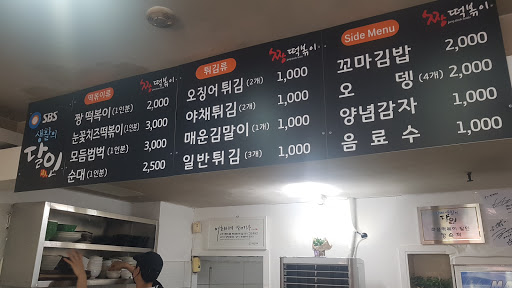 SBS
생활의
달인
떡볶이류
짱 떡볶이
짱 떡볶이(1인분) 2,000
눈꽃치즈떡볶이(1인분) 3,000
모듬범벅(1인분) 3,000
순대(1인분) 2,500
튀김류
짱 떡볶이
오징어튀김(2개) 1,000
야채튀김(2개) 1,000
매운김말이(1개) 1,000
일반튀김(3개) 1,000
Side Menu
짱 떡볶이
꼬마김밥 2,000
오뎅(4개) 2,000
양념감자 1,000
음료수 1,000